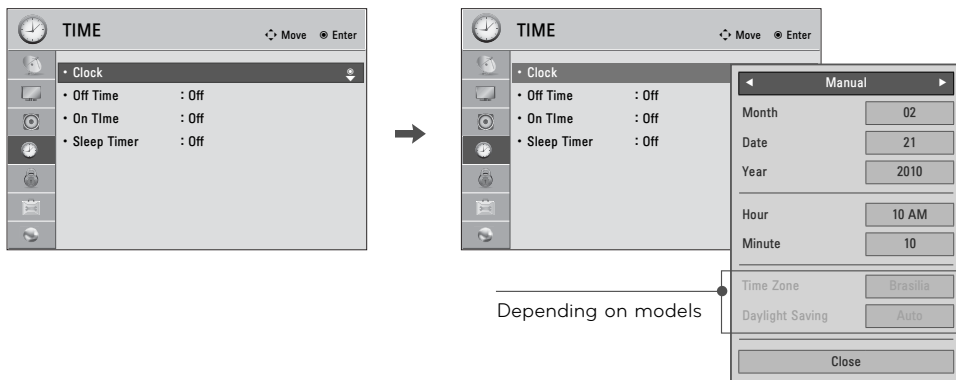 TIME
Move Enter
• Clock
• Off Time : Off
• On TIme : Off
• Sleep Timer : Off
TIME
Move Enter
• Clock
• Off Time : Off
• On TIme : Off
• Sleep Timer : Off
Manual
Month 02
Date 21
Year 2010
Hour 10 AM
Minute 10
Time Zone Brasilia
Daylight Saving Auto
Close
Depending on models